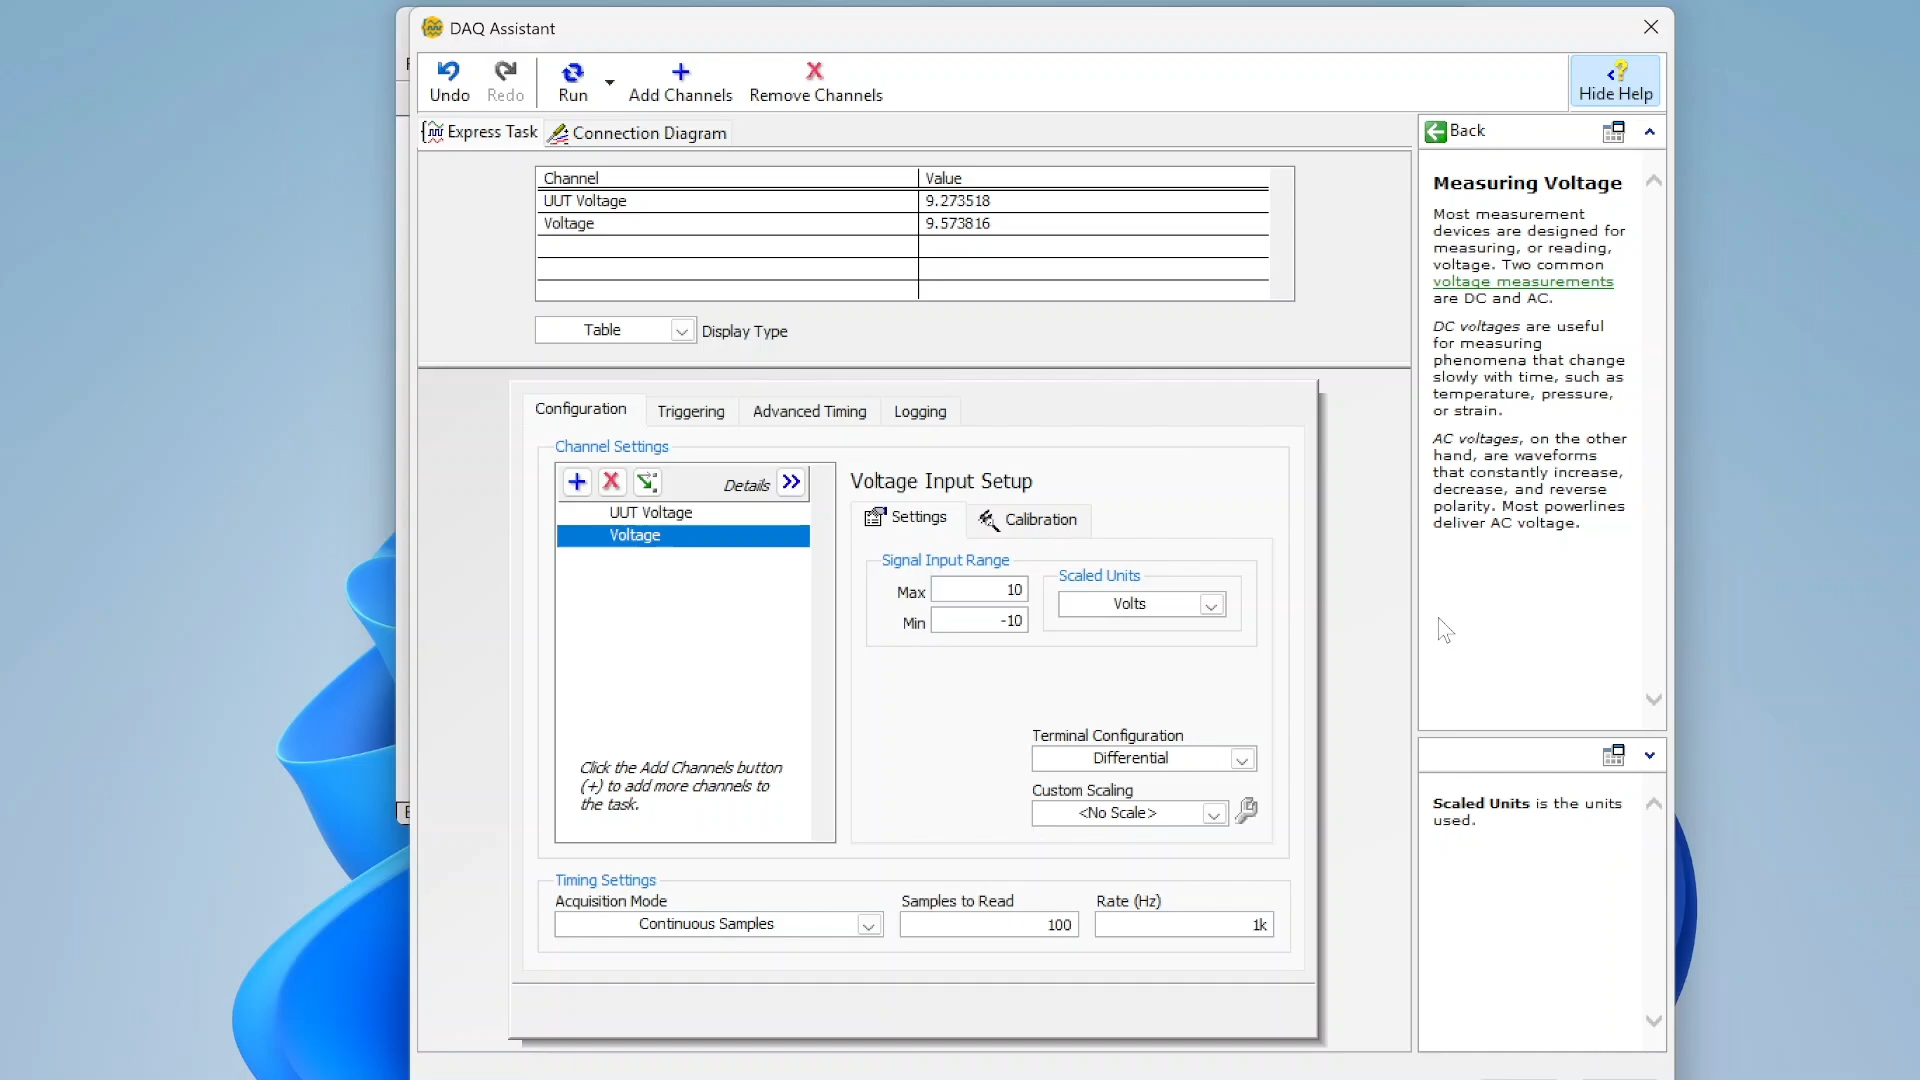 DAQ Assistant
Undo
Redo
Run
Add Channels
Remove Channels
Hide Help
Express Task
Connection Diagram
Back
Channel Value
UUT Voltage 9.273518
Voltage 9.573816
Table Display Type
Configuration
Triggering
Advanced Timing
Logging
Channel Settings
Details
UUT Voltage
Voltage
Click the Add Channels button
(+) to add more channels to
the task.
Voltage Input Setup
Settings
Calibration
Signal Input Range
Max 10
Min -10
Scaled Units
Volts
Terminal Configuration
Differential
Custom Scaling
<No Scale>
Timing Settings
Acquisition Mode
Continuous Samples
Samples to Read
100
Rate (Hz)
1k
Measuring Voltage
Most measurement
devices are designed for
measuring, or reading,
voltage. Two common
voltage measurements
are DC and AC.
DC voltages are useful
for measuring
phenomena that change
slowly with time, such as
temperature, pressure,
or strain.
AC voltages, on the other
hand, are waveforms
that constantly increase,
decrease, and reverse
polarity. Most powerlines
deliver AC voltage.
Scaled Units is the units
used.